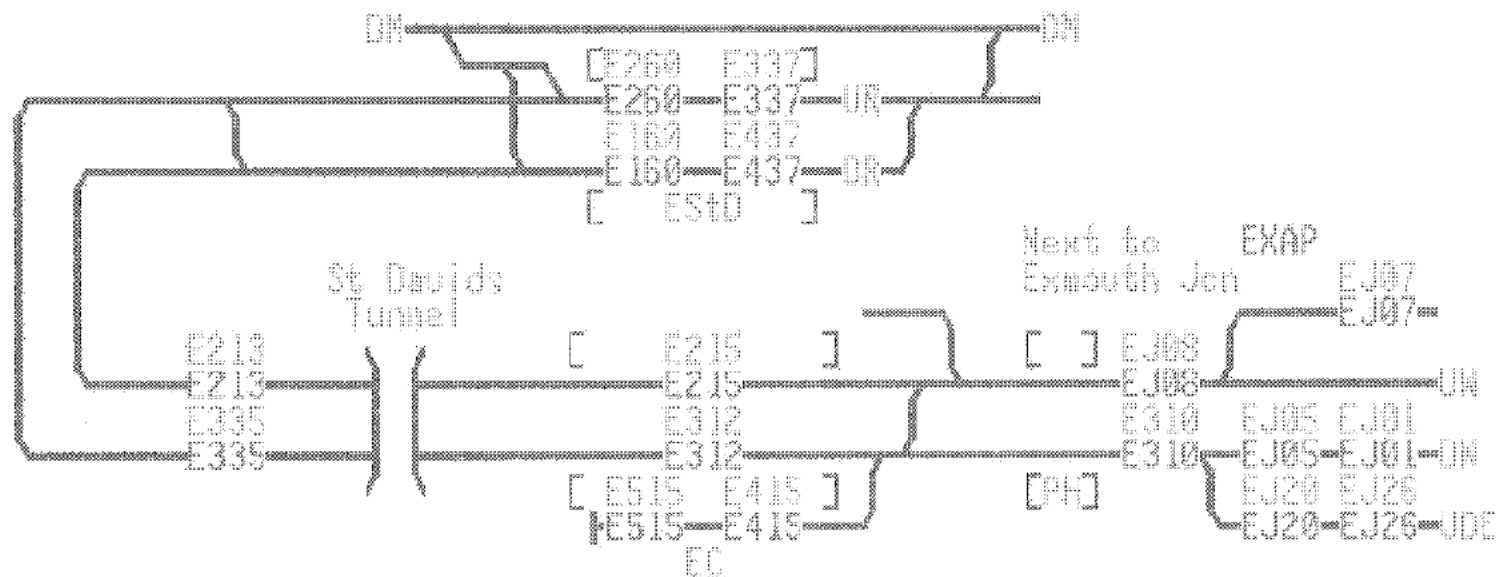 DM DM
[E260 E337]
E260 E337 UR
E160 E437
E160 E437 DR
[ EStD ]
Next to EXAP
St Davids Exmouth Jcn EJ07
Tunnel EJ07
E213 [ E215 ] [ ] EJ08
E213 E215 EJ08 UW
E335 E312 E310 EJ05 EJ01
E335 E312 E310 EJ05 EJ01 DW
[ E515 E415 ] [PH] EJ20 EJ26
E515 E415 EJ20 EJ26 UDE
EC